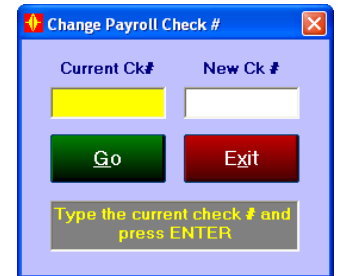 Change Payroll Check #
Current Ck# New Ck #
Go Exit
Type the current check # and
press ENTER